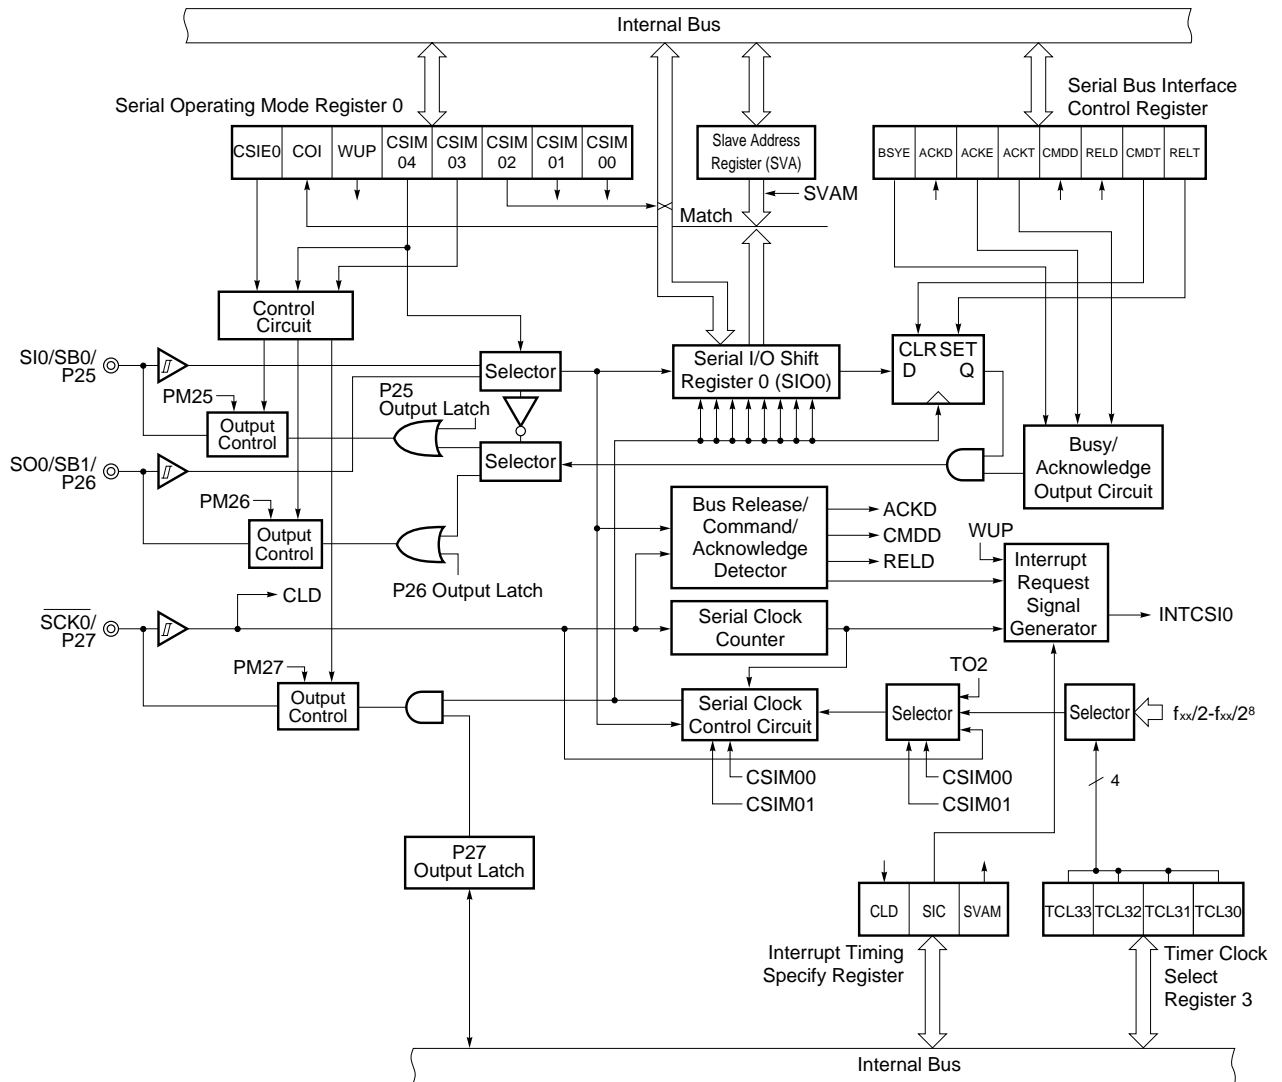 Internal Bus
Serial Operating Mode Register 0
Serial Bus Interface
Control Register
CSIE0 COI WUP CSIM 04 CSIM 03 CSIM 02 CSIM 01 CSIM 00
Slave Address
Register (SVA)
BSYE ACKD ACKE ACKT CMDD RELD CMDT RELT
SVAM
Match
Control
Circuit
SI0/SB0/
P25
Selector
Serial I/O Shift
Register 0 (SIO0)
CLR SET
D Q
PM25
P25
Output Latch
Output
Control
Selector
Busy/
Acknowledge
Output Circuit
SO0/SB1/
P26
PM26
Output
Control
P26 Output Latch
Bus Release/
Command/
Acknowledge
Detector
ACKD
CMDD
RELD
WUP
Interrupt
Request
Signal
Generator
INTCSI0
CLD
SCK0/
P27
Serial Clock
Counter
PM27
Output
Control
Serial Clock
Control Circuit
TO2
Selector
Selector
fxx/2-fxx/2⁸
CSIM00
CSIM01
CSIM00
CSIM01
4
P27
Output Latch
CLD SIC SVAM
TCL33 TCL32 TCL31 TCL30
Interrupt Timing
Specify Register
Timer Clock
Select
Register 3
Internal Bus